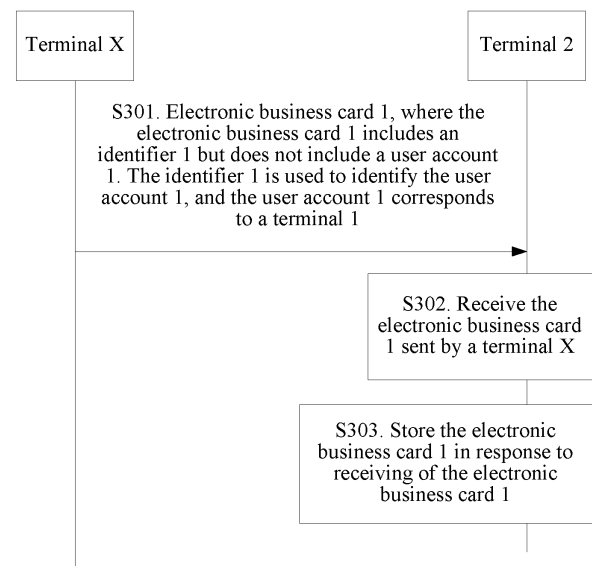 Terminal X
Terminal 2
S301. Electronic business card 1, where the
electronic business card 1 includes an
identifier 1 but does not include a user account
1. The identifier 1 is used to identify the user
account 1, and the user account 1 corresponds
to a terminal 1
S302. Receive the
electronic business card
1 sent by a terminal X
S303. Store the electronic
business card 1 in response to
receiving of the electronic
business card 1